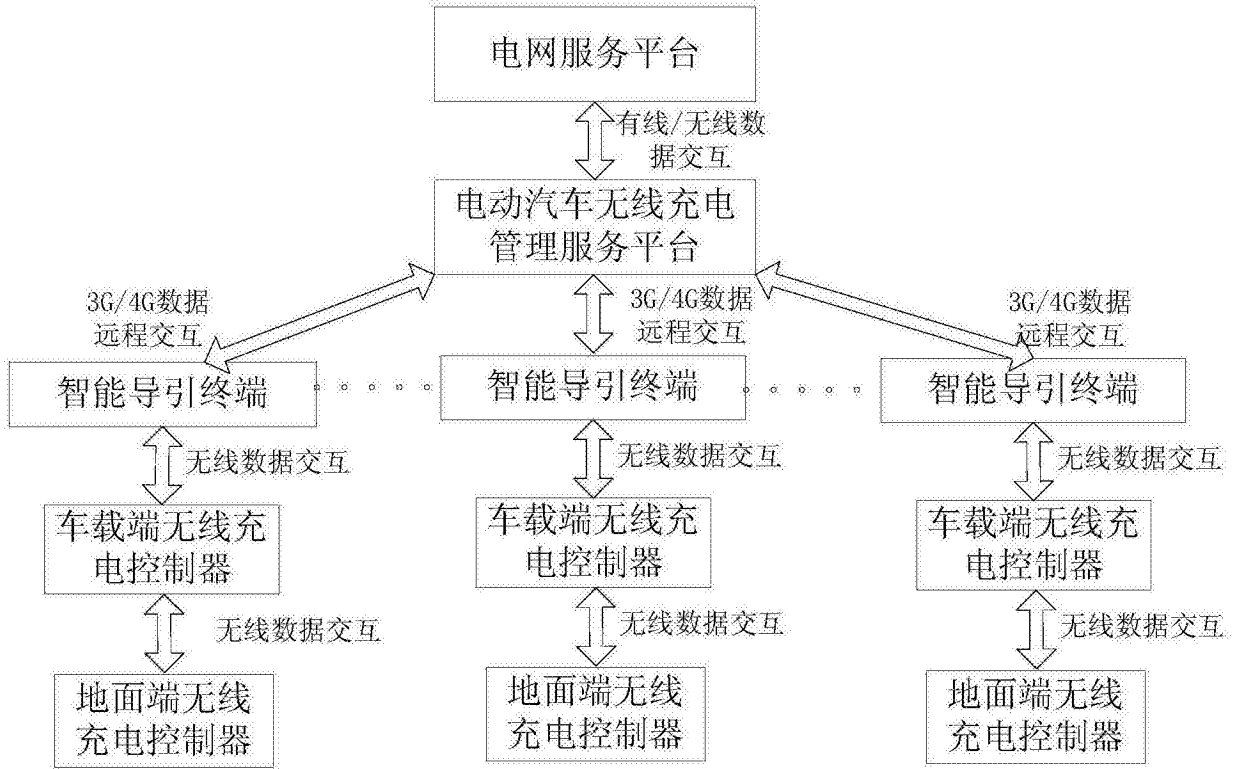 电网服务平台
有线/无线数
据交互
电动汽车无线充电
管理服务平台
3G/4G数据
远程交互
3G/4G数据
远程交互
3G/4G数据
远程交互
智能导引终端
智能导引终端
智能导引终端
无线数据交互
无线数据交互
无线数据交互
车载端无线充
电控制器
车载端无线充
电控制器
车载端无线充
电控制器
无线数据交互
无线数据交互
无线数据交互
地面端无线
充电控制器
地面端无线
充电控制器
地面端无线
充电控制器